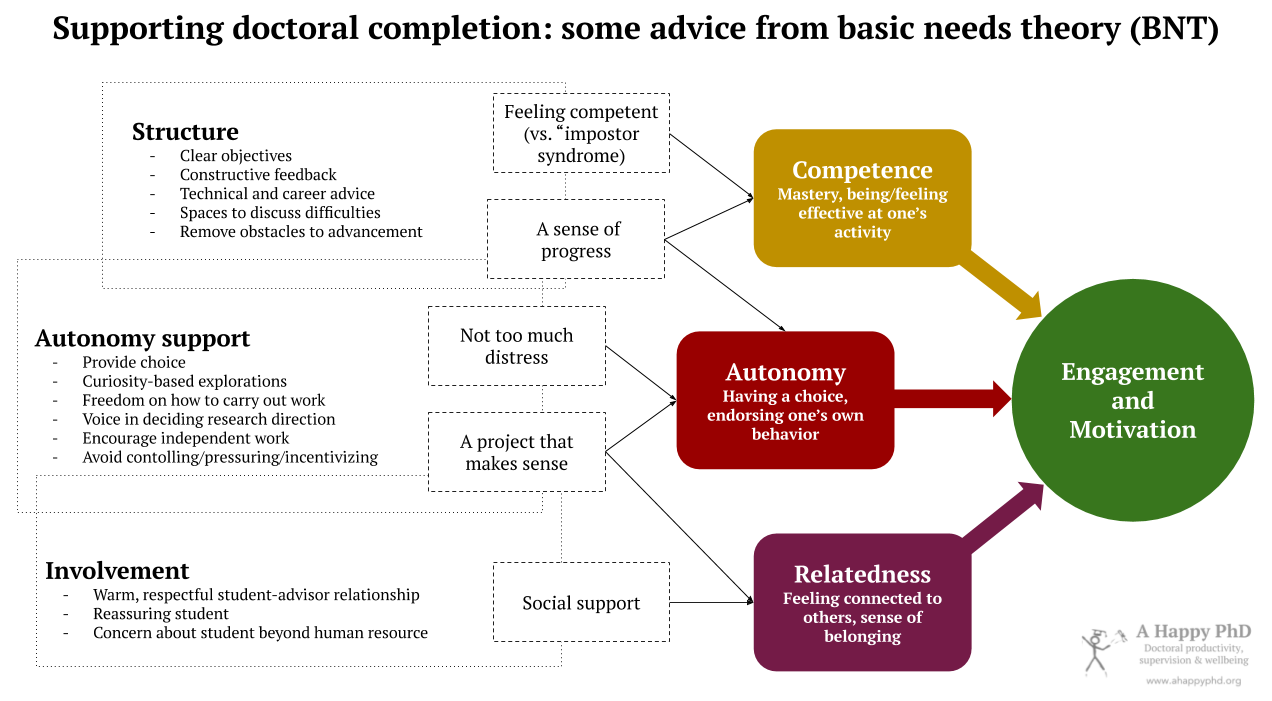 Supporting doctoral completion: some advice from basic needs theory (BNT)
Structure
- Clear objectives
- Constructive feedback
- Technical and career advice
- Spaces to discuss difficulties
- Remove obstacles to advancement
Feeling competent
(vs. “impostor
syndrome)
A sense of
progress
Competence
Mastery, being/feeling
effective at one’s
activity
Autonomy support
- Provide choice
- Curiosity-based explorations
- Freedom on how to carry out work
- Voice in deciding research direction
- Encourage independent work
- Avoid contolling/pressuring/incentivizing
Not too much
distress
A project that
makes sense
Autonomy
Having a choice,
endorsing one’s own
behavior
Engagement
and
Motivation
Involvement
- Warm, respectful student-advisor relationship
- Reassuring student
- Concern about student beyond human resource
Social support
Relatedness
Feeling connected to
others, sense of
belonging
A Happy PhD
Doctoral productivity,
supervision & wellbeing
www.ahappyphd.org